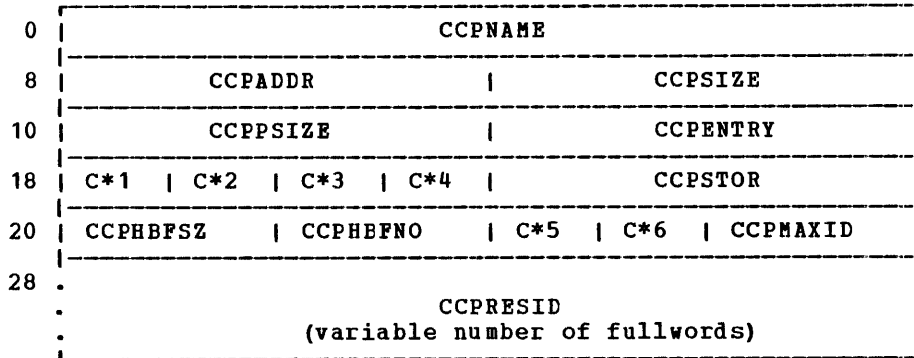 0 | CCPNAME
8 | CCPADDR | CCPSIZE
10 | CCPPSIZE | CCPENTRY
18 | C*1 | C*2 | C*3 | C*4 | CCPSTOR
20 | CCPHBFSZ | CCPHBFNO | C*5 | C*6 | CCPMAXID
28
CCPRESID
(variable number of fullwords)